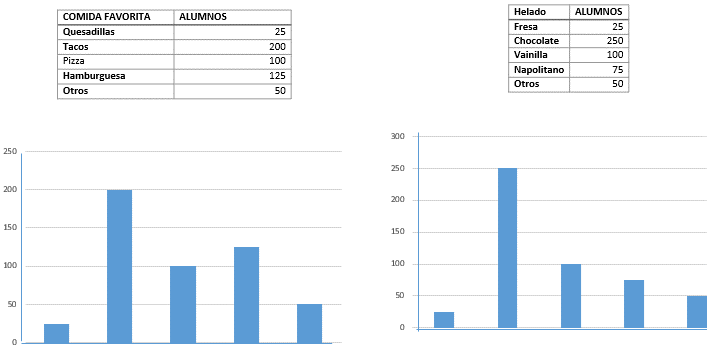 COMIDA FAVORITA ALUMNOS
Quesadillas 25
Tacos 200
Pizza 100
Hamburguesa 125
Otros 50
Helado ALUMNOS
Fresa 25
Chocolate 250
Vainilla 100
Napolitano 75
Otros 50
250
200
150
100
50
0
300
250
200
150
100
50
0